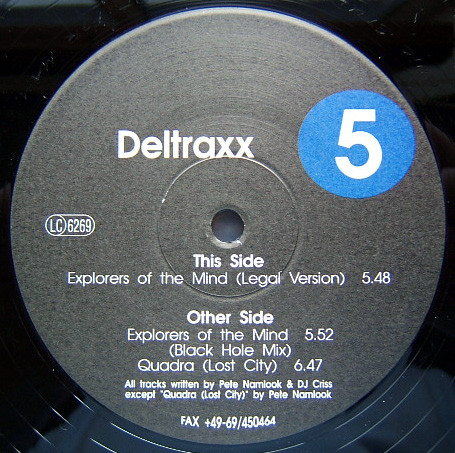 Deltraxx
5
LC 6269
This Side
Explorers of the Mind (Legal Version) 5.48
Other Side
Explorers of the Mind 5.52
(Black Hole Mix)
Quadra (Lost City) 6.47
All tracks written by Pete Namlook & DJ Criss
except "Quadra (Lost City)" by Pete Namlook
FAX +49-69/450464